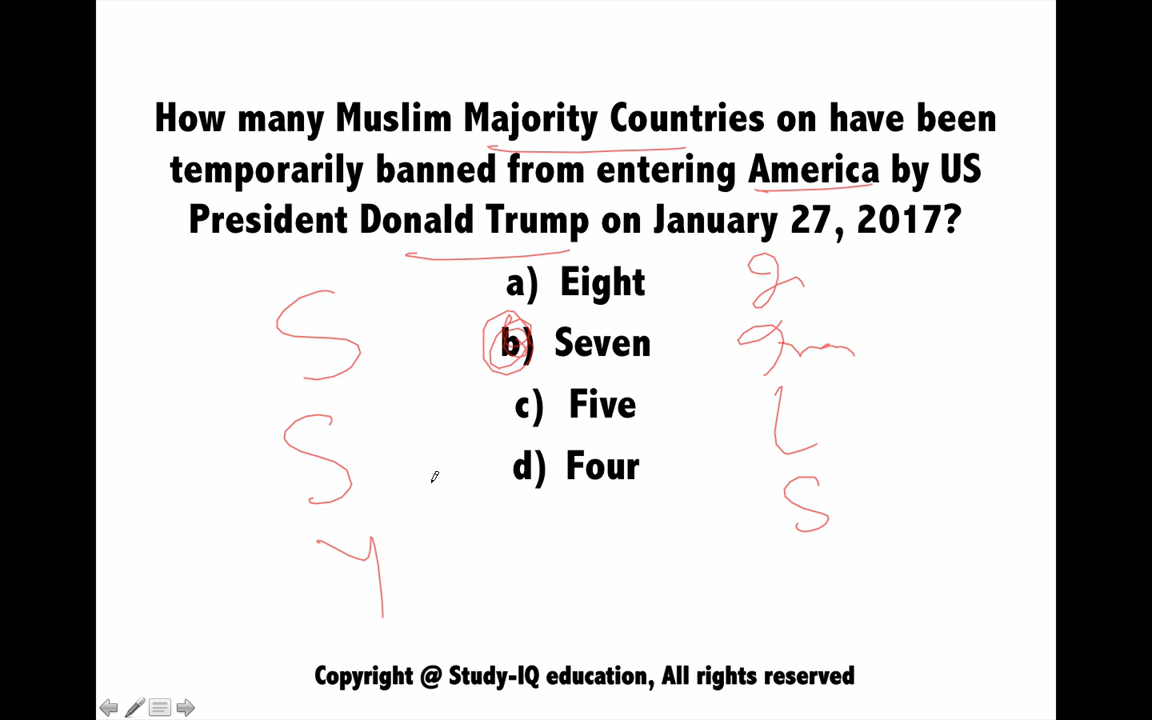 How many Muslim Majority Countries on have been
temporarily banned from entering America by US
President Donald Trump on January 27, 2017?
a) Eight
b) Seven
c) Five
d) Four
S
S
Y
L
S
Copyright @ Study-IQ education, All rights reserved